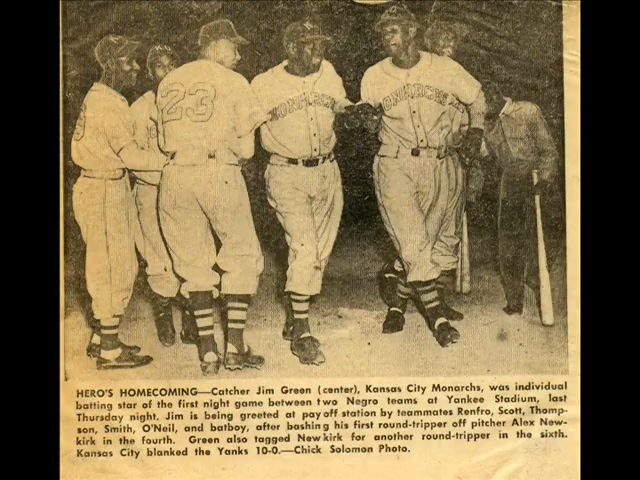 23
MONARCHS
MONARCHS
HERO'S HOMECOMING—Catcher Jim Green (center), Kansas City Monarchs, was individual
batting star of the first night game between two Negro teams at Yankee Stadium, last
Thursday night. Jim is being greeted at payoff station by teammates Renfro, Scott, Thomp-
son, Smith, O'Neil, and batboy, after bashing his first round-tripper off pitcher Alex New-
kirk in the fourth. Green also tagged Newkirk for another round-tripper in the sixth.
Kansas City blanked the Yanks 10-0.—Chick Solomon Photo.